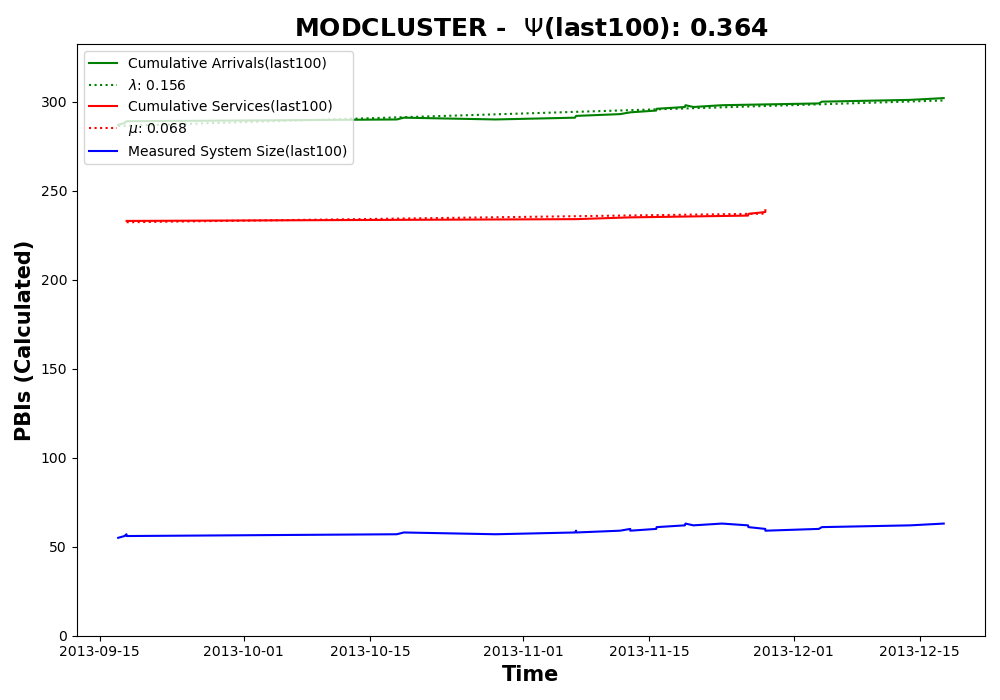 MODCLUSTER - Ψ(last100): 0.364
Cumulative Arrivals(last100)
λ: 0.156
Cumulative Services(last100)
μ: 0.068
Measured System Size(last100)
PBIs (Calculated)
300
250
200
150
100
50
0
2013-09-15 2013-10-01 2013-10-15 2013-11-01 2013-11-15 2013-12-01 2013-12-15
Time